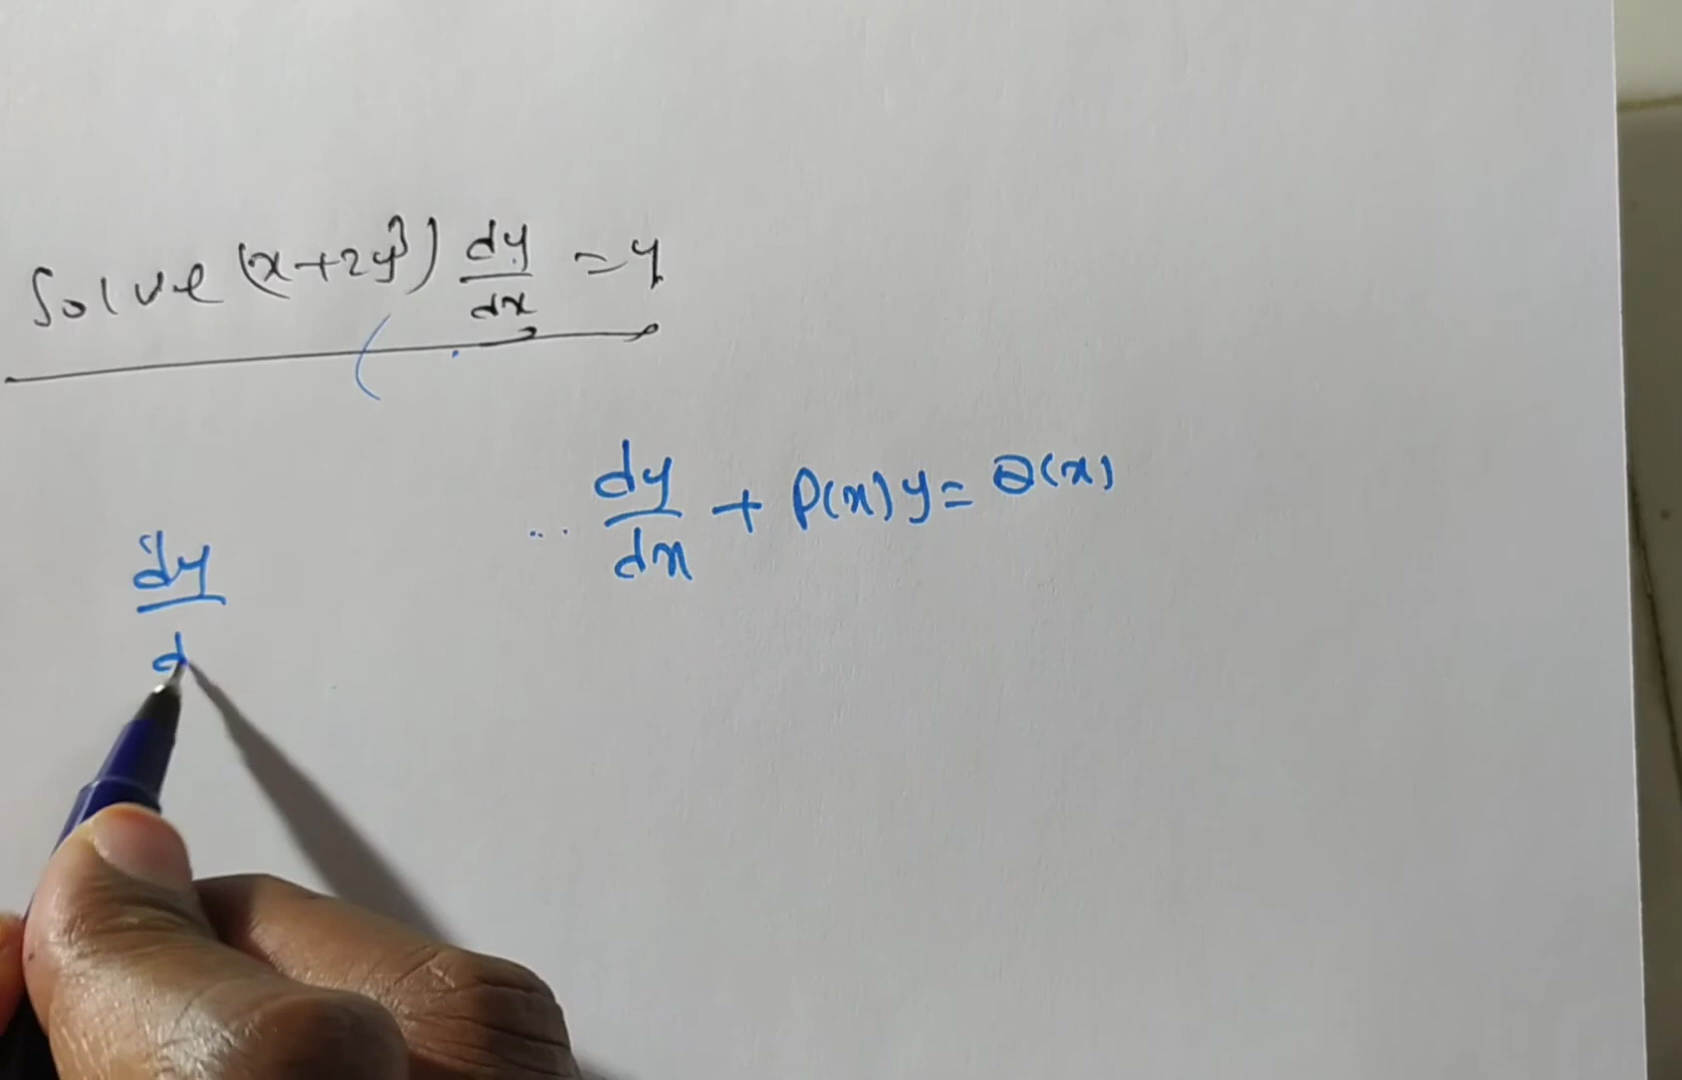 Solve (x+2y³) dy/dx = y
(
.. dy/dx + P(x)y = Q(x)
dy/d